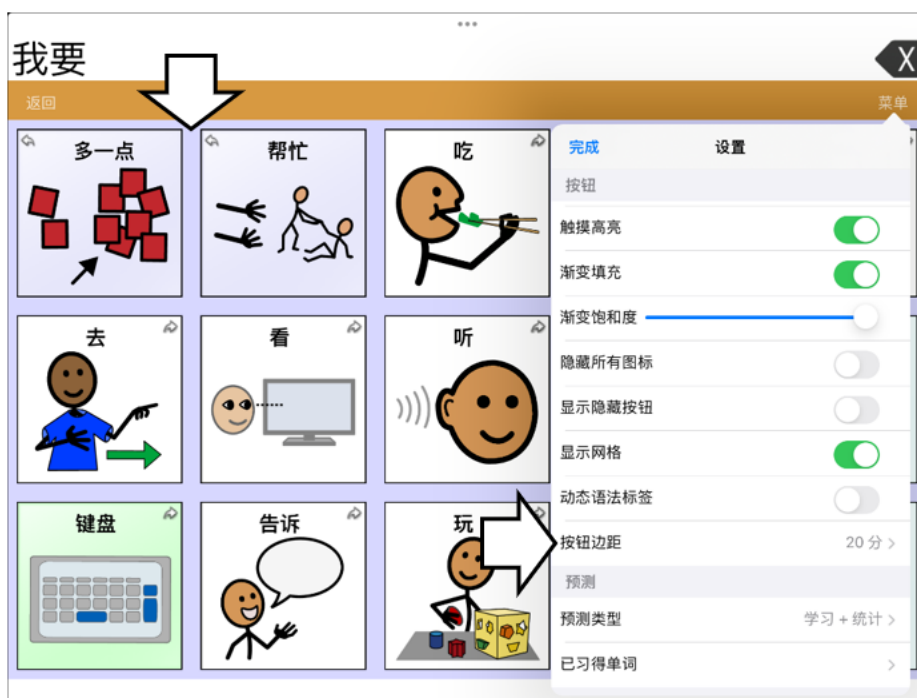 我要
X
返回
菜单
多一点
帮忙
吃
去
看
听
键盘
告诉
玩
完成
设置
按钮
触摸高亮
渐变填充
渐变饱和度
隐藏所有图标
显示隐藏按钮
显示网格
动态语法标签
按钮边距 20 分
预测
预测类型 学习 + 统计
已习得单词